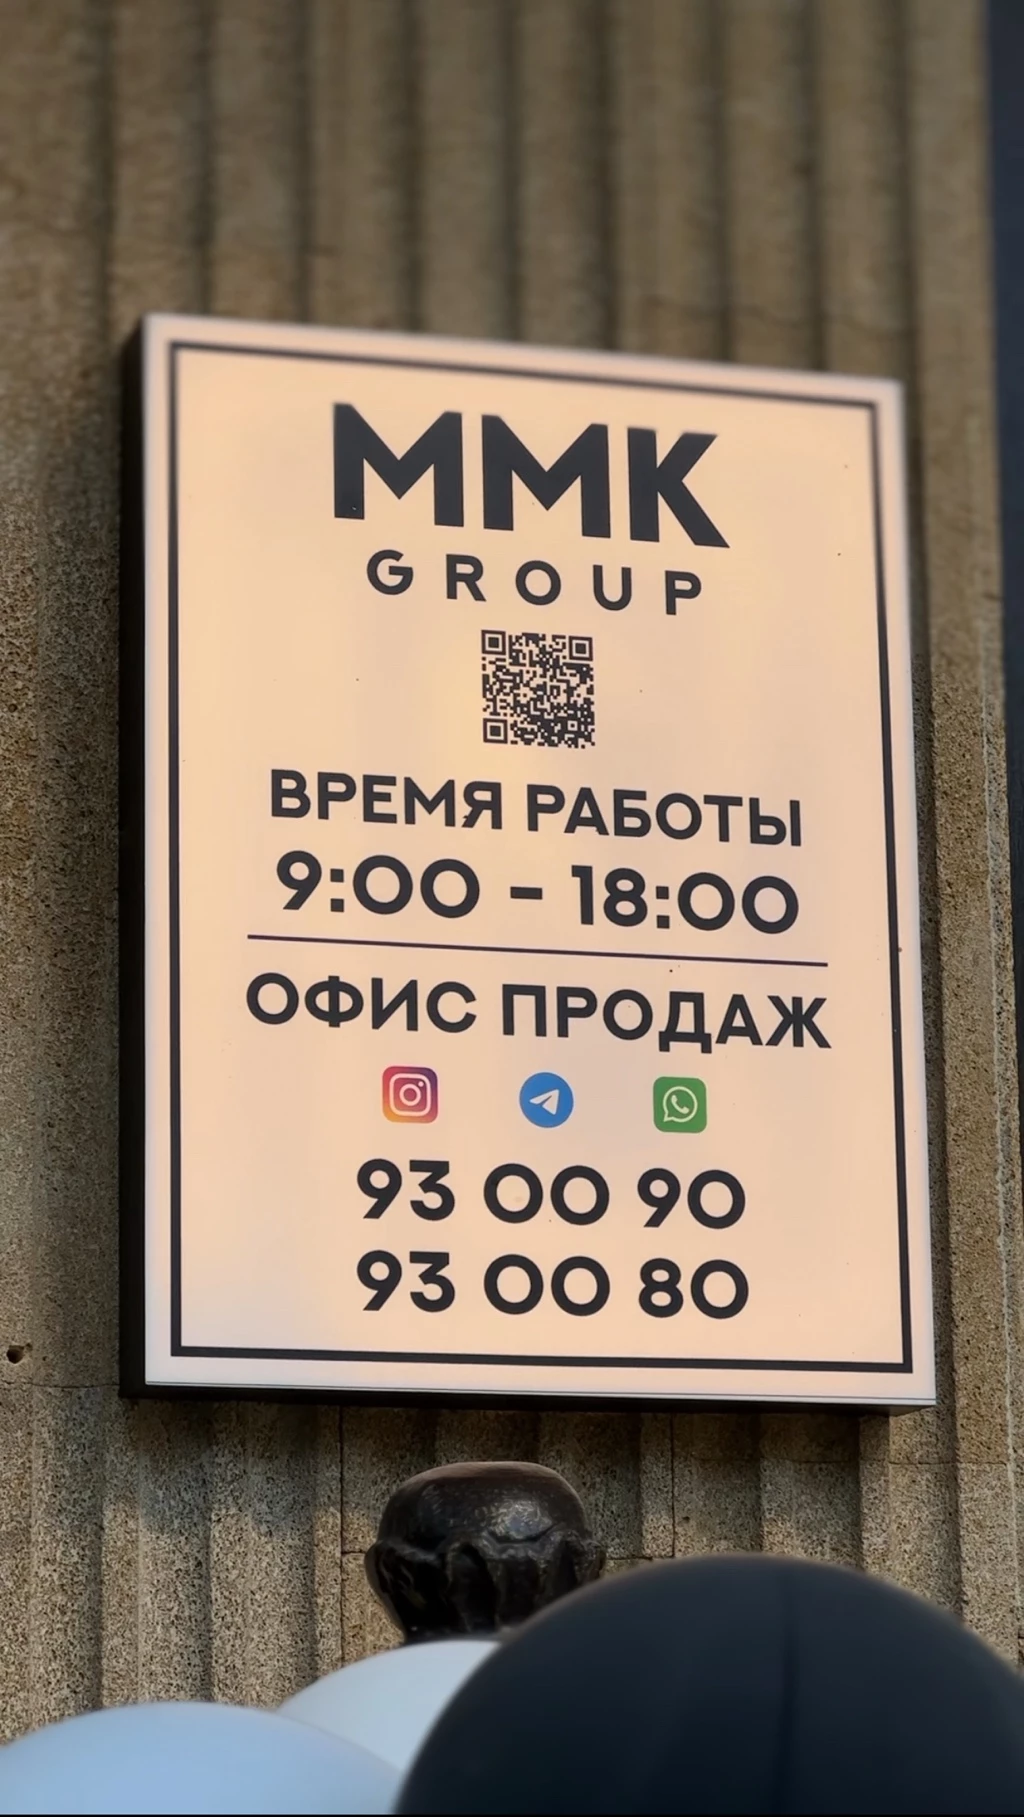 MMK
GROUP
ВРЕМЯ РАБОТЫ
9:00 - 18:00
ОФИС ПРОДАЖ
93 00 90
93 00 80